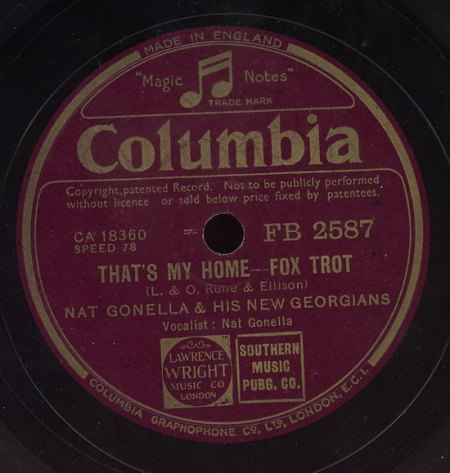 MADE IN ENGLAND
"Magic Notes"
TRADE MARK
Columbia
Copyright,patented Record. Not to be publicly performed
without licence or sold below price fixed by patentees.
CA 18360
FB 2587
SPEED 78
THAT'S MY HOME--FOX TROT
(L. & O. René & Ellison)
NAT GONELLA & HIS NEW GEORGIANS
Vocalist : Nat Gonella
LAWRENCE
WRIGHT
MUSIC CO
LONDON
SOUTHERN
MUSIC
PUBG. CO.
COLUMBIA GRAPHOPHONE CO, LTD, LONDON, E.C.1.